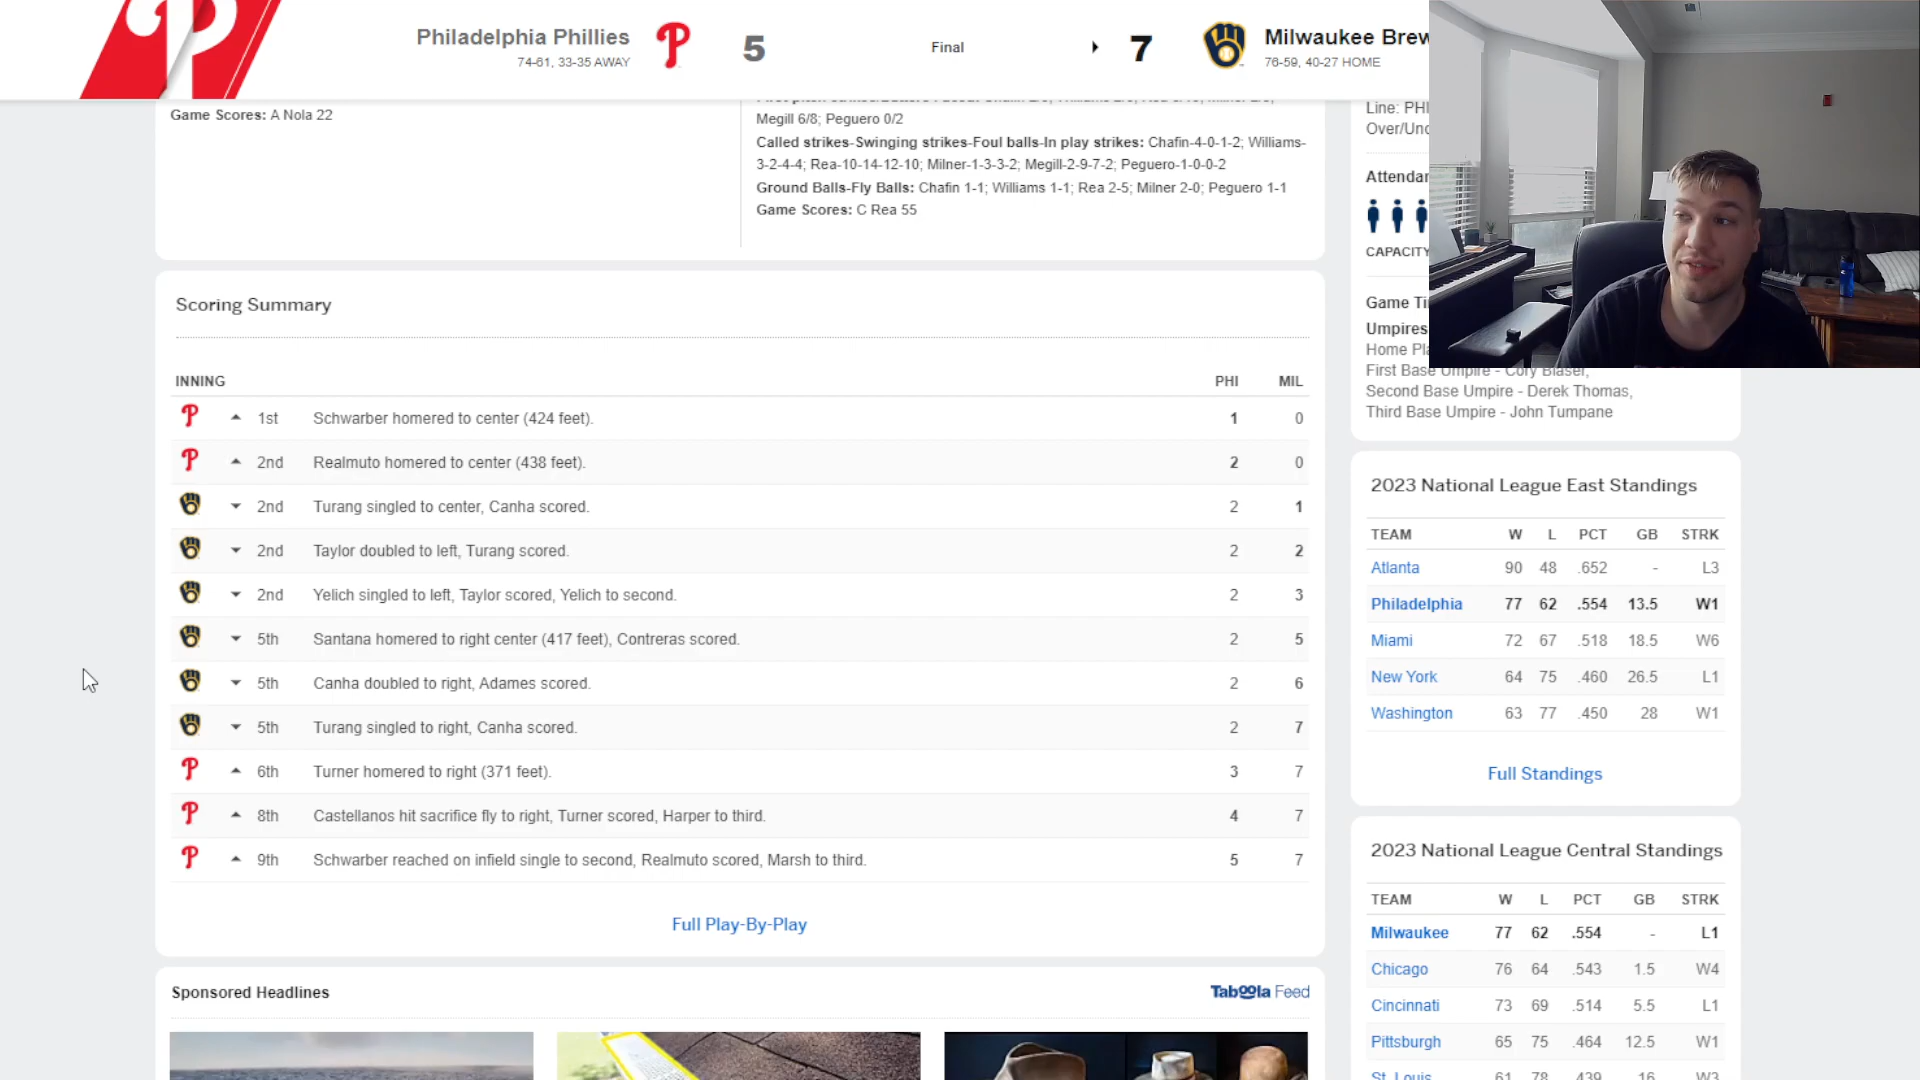 Philadelphia Phillies
74-61, 33-35 AWAY
5
Final
7
Milwaukee Brew
76-59, 40-27 HOME
Game Scores: A Nola 22
Megill 6/8; Peguero 0/2
Called strikes-Swinging strikes-Foul balls-In play strikes: Chafin-4-0-1-2; Williams-
3-2-4-4; Rea-10-14-12-10; Milner-1-3-3-2; Megill-2-9-7-2; Peguero-1-0-0-2
Ground Balls-Fly Balls: Chafin 1-1; Williams 1-1; Rea 2-5; Milner 2-0; Peguero 1-1
Game Scores: C Rea 55
Scoring Summary
INNING PHI MIL
1st Schwarber homered to center (424 feet). 1 0
2nd Realmuto homered to center (438 feet). 2 0
2nd Turang singled to center, Canha scored. 2 1
2nd Taylor doubled to left, Turang scored. 2 2
2nd Yelich singled to left, Taylor scored, Yelich to second. 2 3
5th Santana homered to right center (417 feet), Contreras scored. 2 5
5th Canha doubled to right, Adames scored. 2 6
5th Turang singled to right, Canha scored. 2 7
6th Turner homered to right (371 feet). 3 7
8th Castellanos hit sacrifice fly to right, Turner scored, Harper to third. 4 7
9th Schwarber reached on infield single to second, Realmuto scored, Marsh to third. 5 7
Full Play-By-Play
Sponsored Headlines
Taboola Feed
Line: PHI
Over/Und
Attendan
CAPACITY
Game Ti
Umpires
Home Pla
First Base Umpire - Cory Blaser,
Second Base Umpire - Derek Thomas,
Third Base Umpire - John Tumpane
2023 National League East Standings
TEAM W L PCT GB STRK
Atlanta 90 48 .652 - L3
Philadelphia 77 62 .554 13.5 W1
Miami 72 67 .518 18.5 W6
New York 64 75 .460 26.5 L1
Washington 63 77 .450 28 W1
Full Standings
2023 National League Central Standings
TEAM W L PCT GB STRK
Milwaukee 77 62 .554 - L1
Chicago 76 64 .543 1.5 W4
Cincinnati 73 69 .514 5.5 L1
Pittsburgh 65 75 .464 12.5 W1
St. Louis 61 78 .439 16 W3